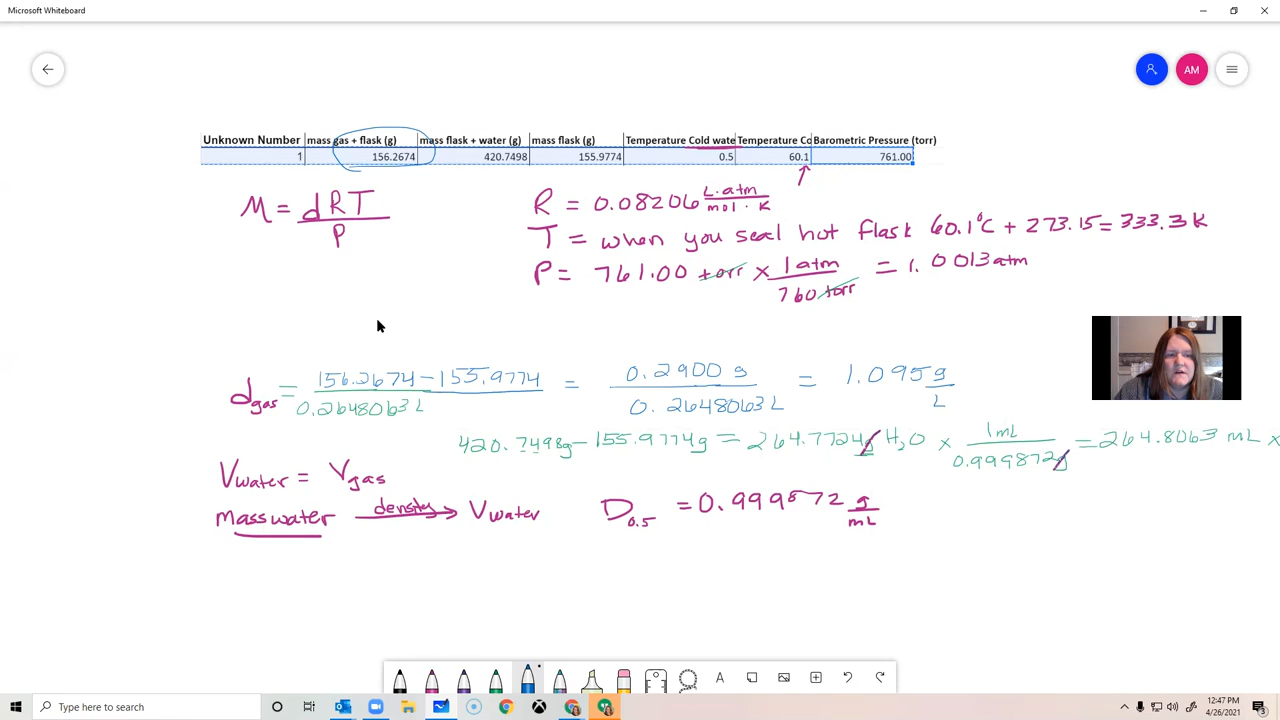 Microsoft Whiteboard
AM
Unknown Number mass gas + flask (g) mass flask + water (g) mass flask (g) Temperature Cold wate Temperature Co Barometric Pressure (torr)
1 156.2674 420.7498 155.9774 0.5 60.1 761.00
M = dRT / P
R = 0.08206 L·atm / mol·K
T = when you seal hot flask 60.1°C + 273.15 = 333.3 K
P = 761.00 torr × 1 atm / 760 torr = 1.0013 atm
d gas = 156.2674 - 155.9774 / 0.2648063 L = 0.2900 g / 0.2648063 L = 1.095 g / L
420.7498g - 155.9774g = 264.7724g H2O × 1mL / 0.999872g = 264.8063 mL ×
Vwater = Vgas
Masswater density → Vwater D0.5 = 0.999872 g / mL
A
Type here to search
12:47 PM
4/26/2021
3